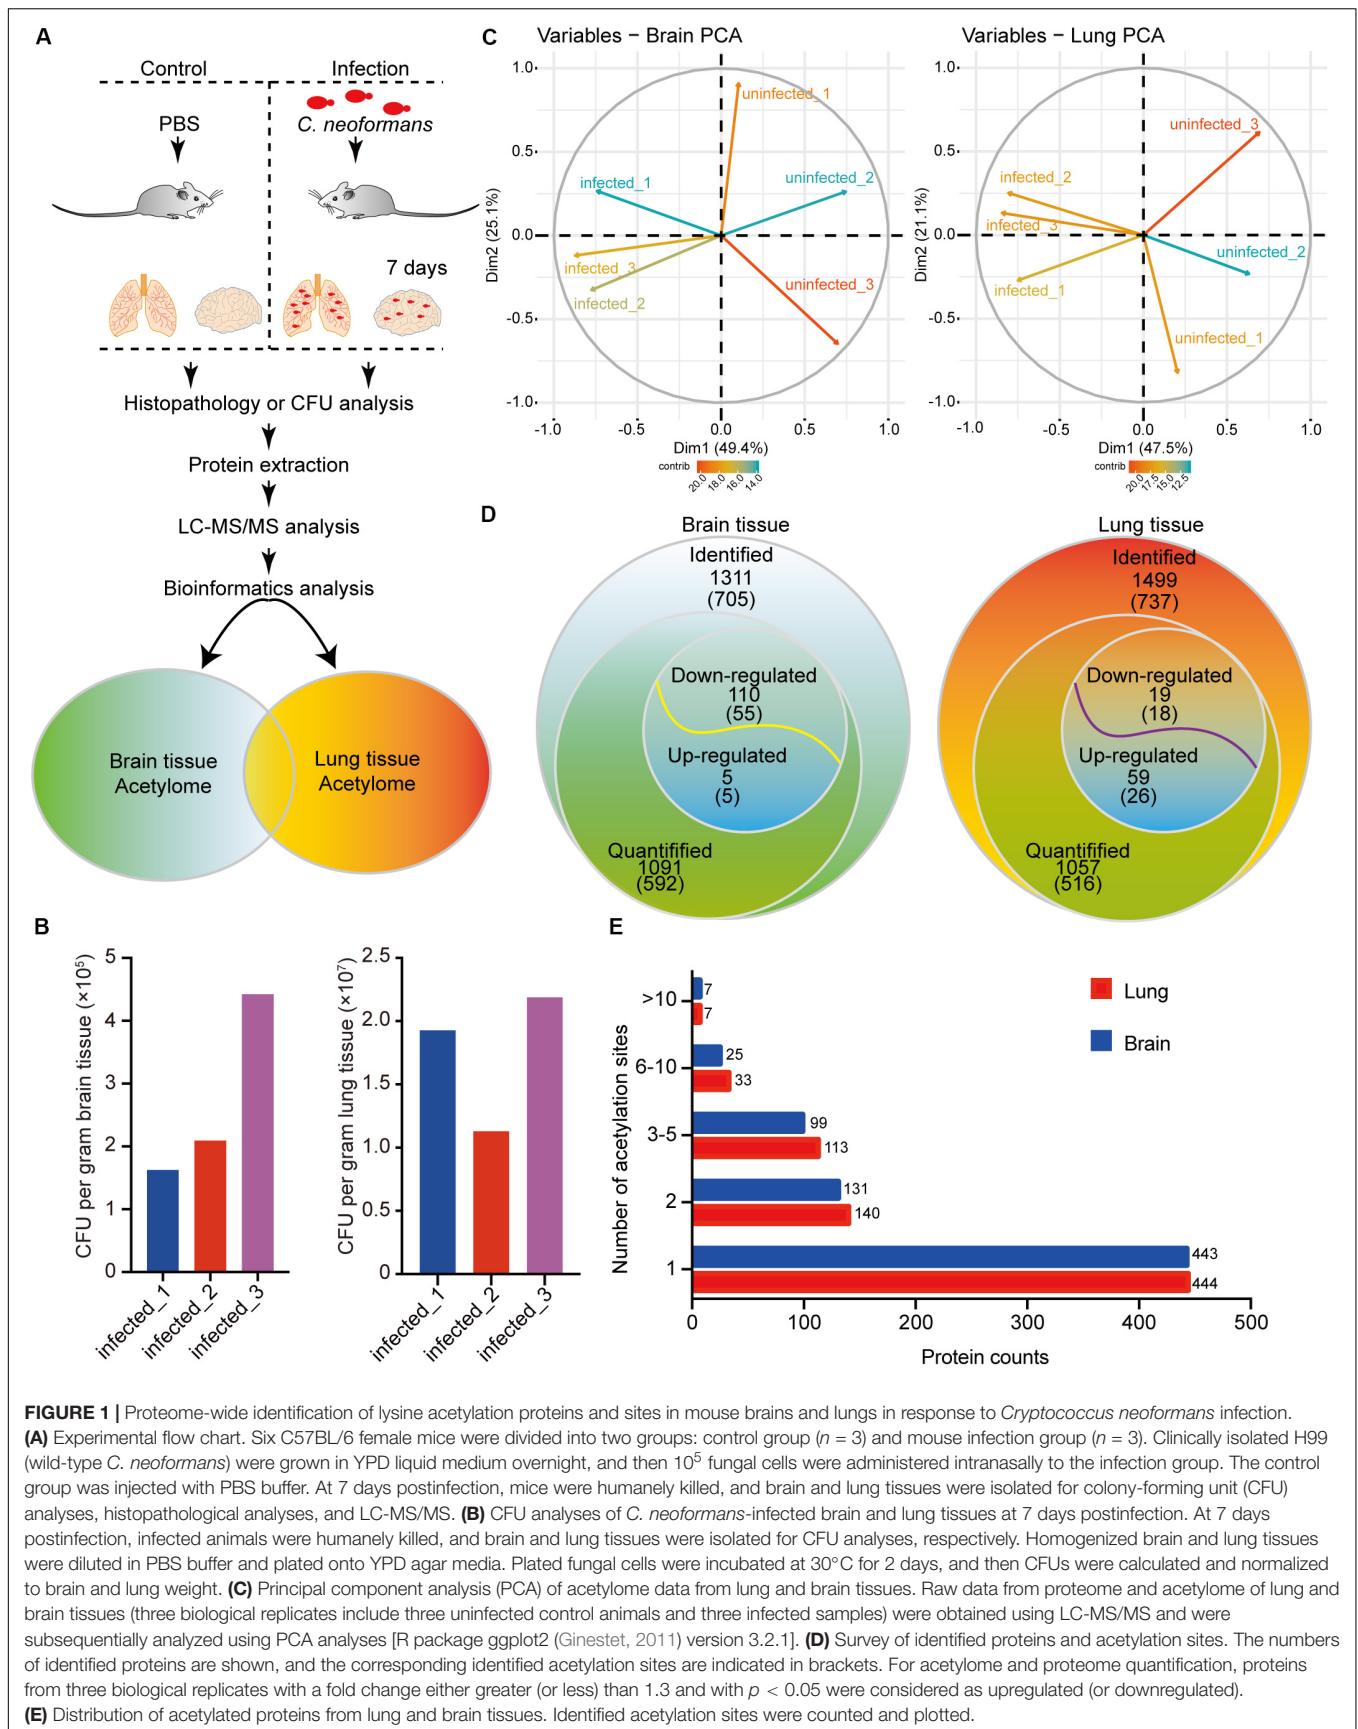 A
Control
Infection
PBS
C. neoformans
7 days
Histopathology or CFU analysis
Protein extraction
LC-MS/MS analysis
Bioinformatics analysis
Brain tissue
Acetylome
Lung tissue
Acetylome
B
CFU per gram brain tissue (×10⁵)
5
4
3
2
1
0
infected_1
infected_2
infected_3
CFU per gram lung tissue (×10⁷)
2.5
2.0
1.5
1.0
0.5
0
infected_1
infected_2
infected_3
C
Variables − Brain PCA
1.0
0.5
0.0
-0.5
-1.0
Dim2 (25.1%)
uninfected_1
infected_1
uninfected_2
infected_3
infected_2
uninfected_3
-1.0
-0.5
0.0
0.5
1.0
Dim1 (49.4%)
contrib
20.0
18.0
16.0
14.0
Variables − Lung PCA
1.0
0.5
0.0
-0.5
-1.0
Dim2 (21.1%)
uninfected_3
infected_2
infected_3
uninfected_2
infected_1
uninfected_1
-1.0
-0.5
0.0
0.5
1.0
Dim1 (47.5%)
contrib
20.0
17.5
15.0
12.5
D
Brain tissue
Identified
1311
(705)
Down-regulated
110
(55)
Up-regulated
5
(5)
Quantifified
1091
(592)
Lung tissue
Identified
1499
(737)
Down-regulated
19
(18)
Up-regulated
59
(26)
Quantifified
1057
(516)
E
Number of acetylation sites
>10
7
7
6-10
25
33
3-5
99
113
2
131
140
1
443
444
0
100
200
300
400
500
Protein counts
Lung
Brain
FIGURE 1 | Proteome-wide identification of lysine acetylation proteins and sites in mouse brains and lungs in response to Cryptococcus neoformans infection.
(A) Experimental flow chart. Six C57BL/6 female mice were divided into two groups: control group (n = 3) and mouse infection group (n = 3). Clinically isolated H99
(wild-type C. neoformans) were grown in YPD liquid medium overnight, and then 10⁵ fungal cells were administered intranasally to the infection group. The control
group was injected with PBS buffer. At 7 days postinfection, mice were humanely killed, and brain and lung tissues were isolated for colony-forming unit (CFU)
analyses, histopathological analyses, and LC-MS/MS. (B) CFU analyses of C. neoformans-infected brain and lung tissues at 7 days postinfection. At 7 days
postinfection, infected animals were humanely killed, and brain and lung tissues were isolated for CFU analyses, respectively. Homogenized brain and lung tissues
were diluted in PBS buffer and plated onto YPD agar media. Plated fungal cells were incubated at 30°C for 2 days, and then CFUs were calculated and normalized
to brain and lung weight. (C) Principal component analysis (PCA) of acetylome data from lung and brain tissues. Raw data from proteome and acetylome of lung and
brain tissues (three biological replicates include three uninfected control animals and three infected samples) were obtained using LC-MS/MS and were
subsequentially analyzed using PCA analyses [R package ggplot2 (Ginestet, 2011) version 3.2.1]. (D) Survey of identified proteins and acetylation sites. The numbers
of identified proteins are shown, and the corresponding identified acetylation sites are indicated in brackets. For acetylome and proteome quantification, proteins
from three biological replicates with a fold change either greater (or less) than 1.3 and with p < 0.05 were considered as upregulated (or downregulated).
(E) Distribution of acetylated proteins from lung and brain tissues. Identified acetylation sites were counted and plotted.